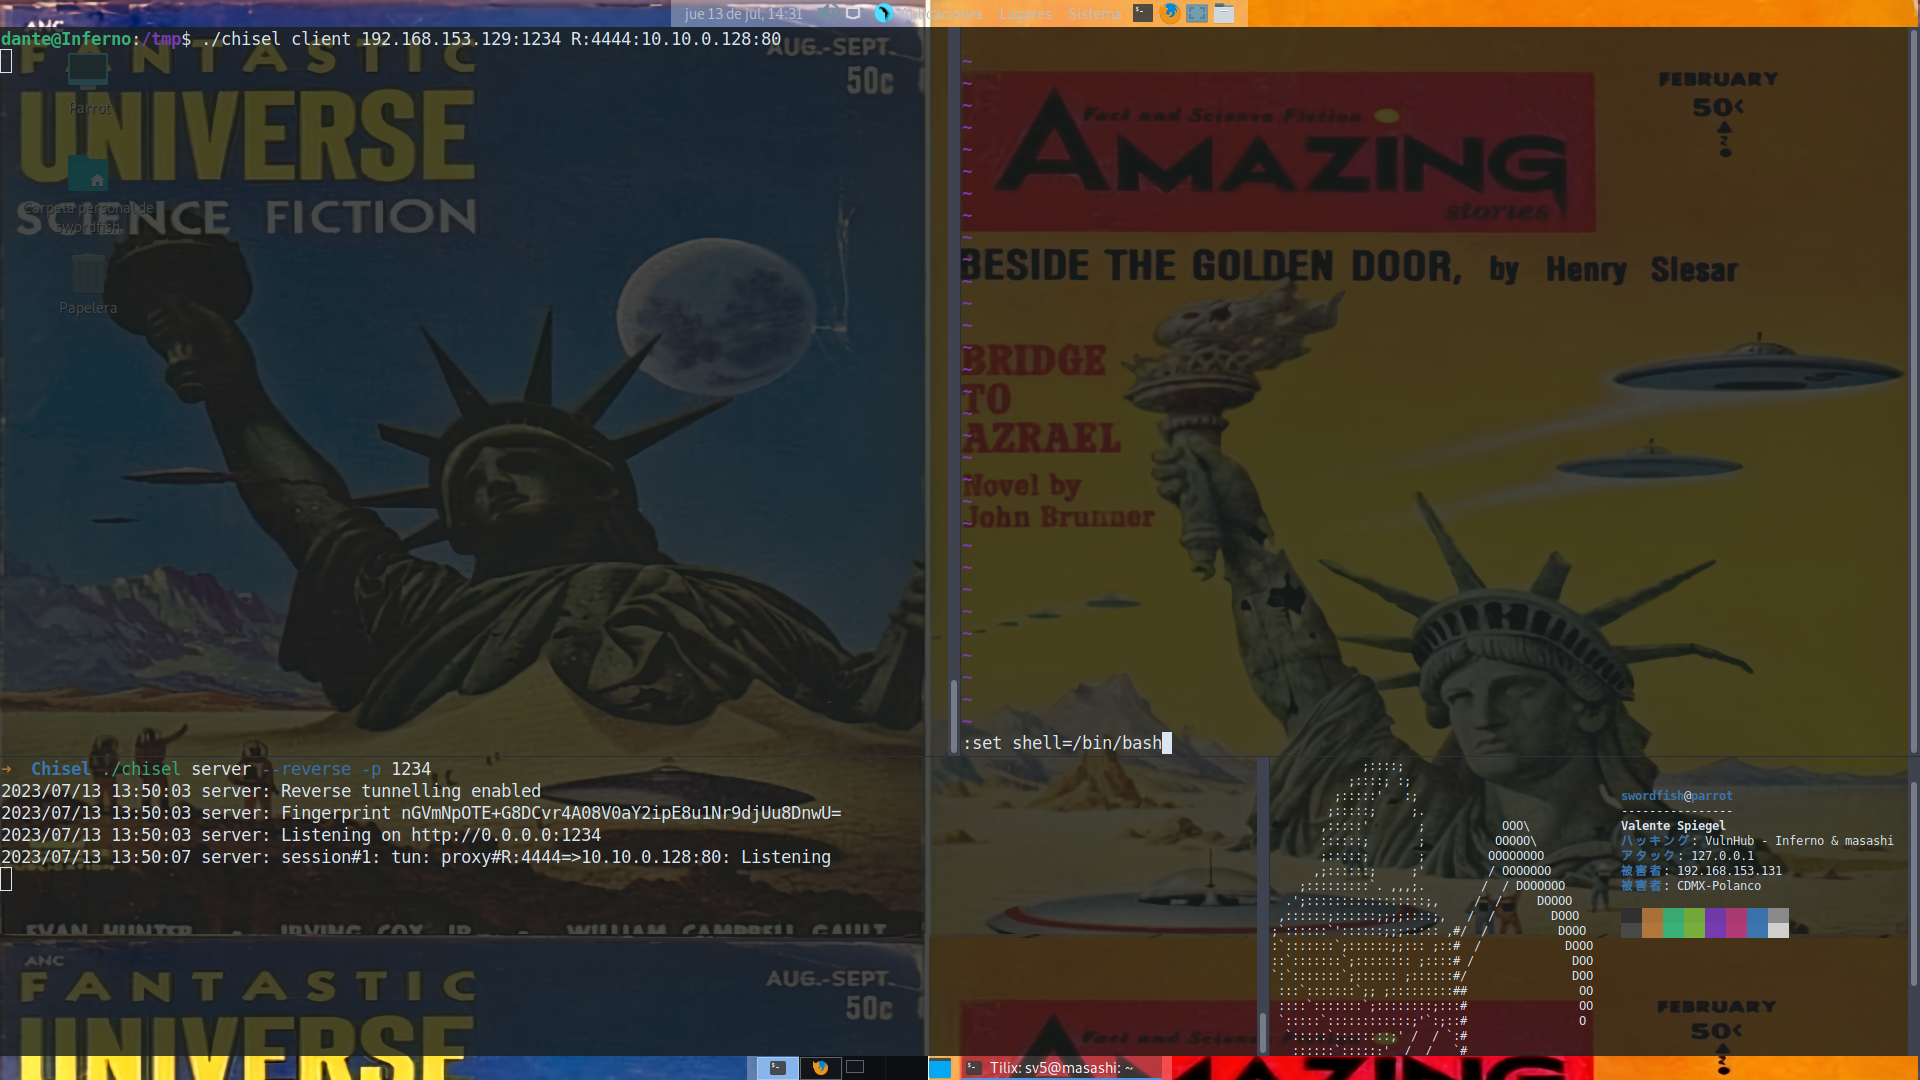 jue 13 de jul, 14:31
Aplicaciones Lugares Sistema
dante@Inferno:/tmp$ ./chisel client 192.168.153.129:1234 R:4444:10.10.0.128:80
ANC
AUG.-SEPT.
50c
FANTASTIC
UNIVERSE
SCIENCE FICTION
Parrot
Carpeta personal de
swordfish
Papelera
➜ Chisel ./chisel server --reverse -p 1234
2023/07/13 13:50:03 server: Reverse tunnelling enabled
2023/07/13 13:50:03 server: Fingerprint nGVmNpOTE+G8DCvr4A08V0aY2ipE8u1Nr9djUu8DnwU=
2023/07/13 13:50:03 server: Listening on http://0.0.0.0:1234
2023/07/13 13:50:07 server: session#1: tun: proxy#R:4444=>10.10.0.128:80: Listening
EVAN HUNTER • IRVING COX, JR. • WILLIAM CAMPBELL GAULT
ANC
FANTASTIC
AUG.-SEPT.
50c
UNIVERSE
FEBRUARY
50¢
Fact and Science Fiction
AMAZING
stories
BESIDE THE GOLDEN DOOR, by Henry Slesar
BRIDGE
TO
AZRAEL
Novel by
John Brunner
:set shell=/bin/bash
swordfish@parrot
----------------
Valente Spiegel
ハッキング: VulnHub - Inferno & masashi
アタック: 127.0.0.1
被害者: 192.168.153.131
被害者: CDMX-Polanco
FEBRUARY
50¢
Fact and Science Fiction
AMAZING
Tilix: sv5@masashi: ~